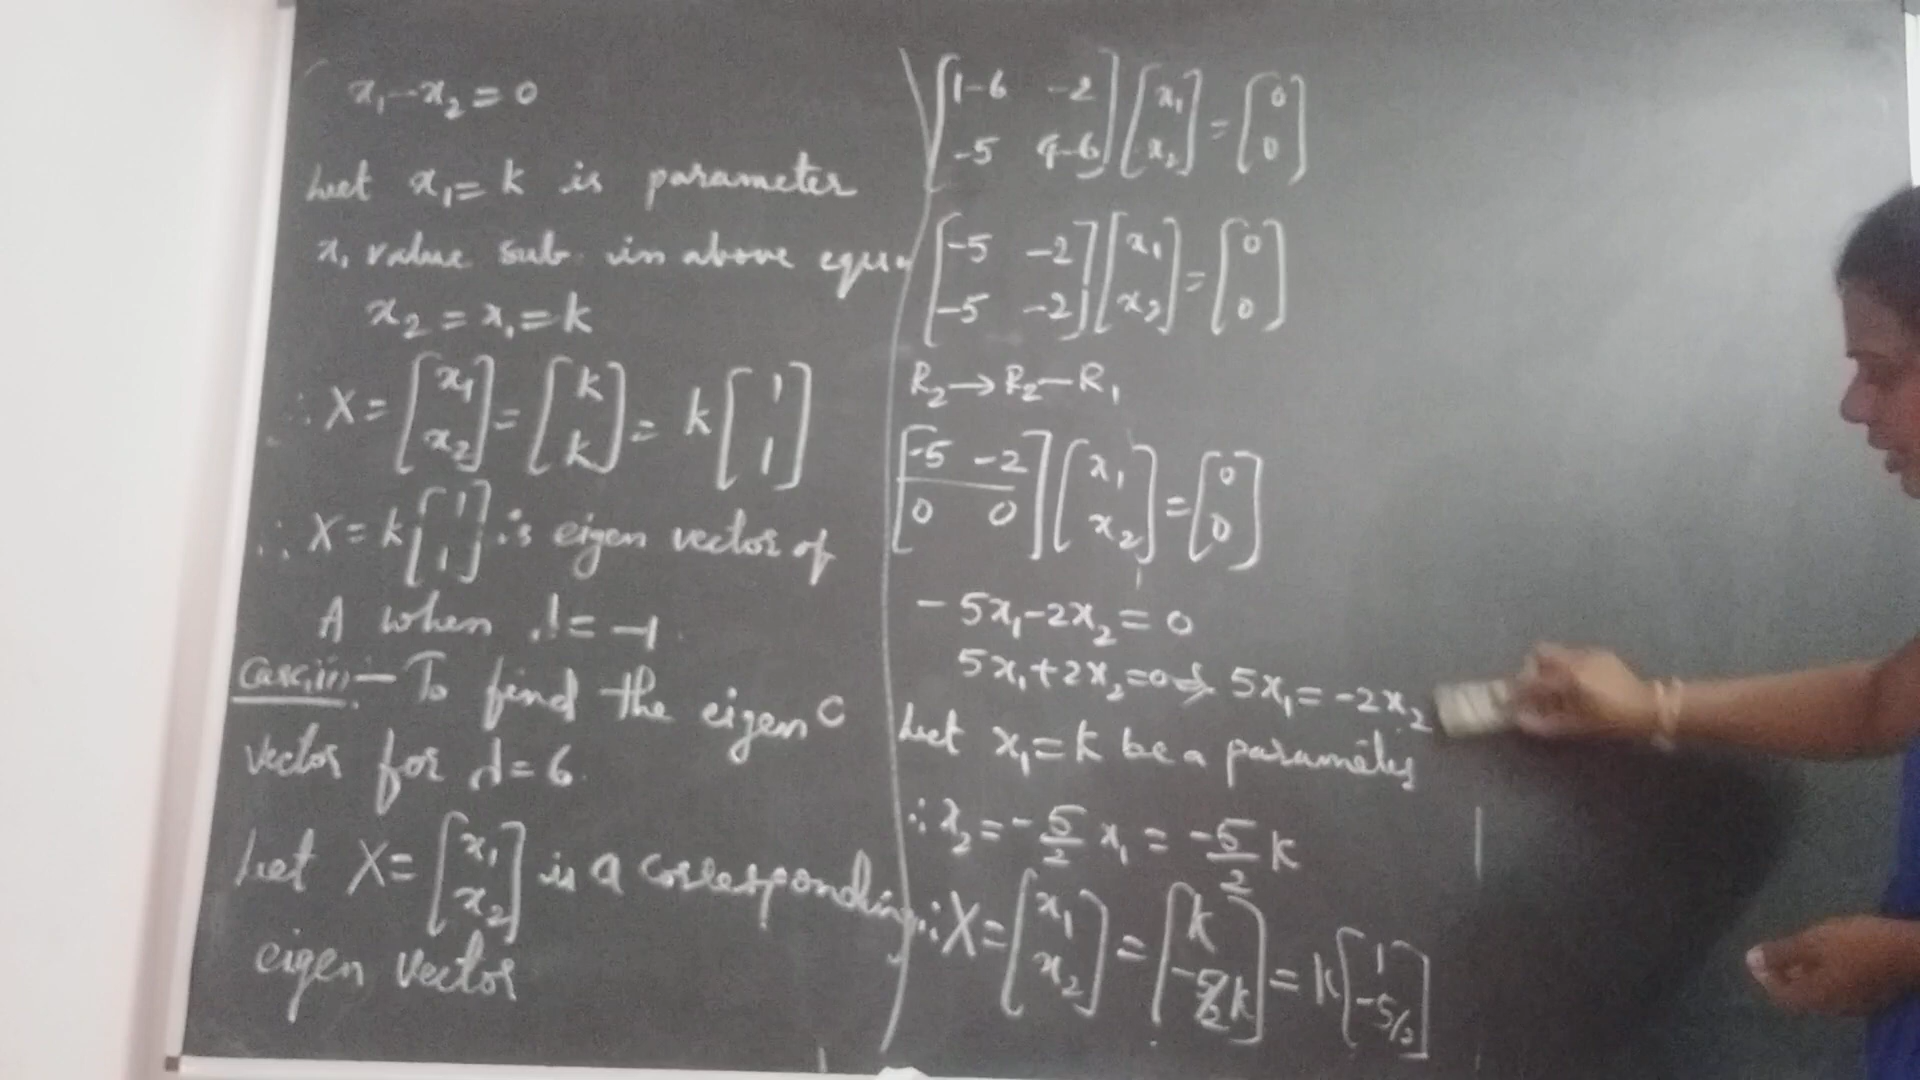 x₁-x₂=0
Let x₁=k is parameter
x₁ value sub in above equn
x₂=x₁=k
∴ X=[x₁ x₂]=[k k]=k[1 1]
∴ X=k[1 1] is eigen vector of
A when λ=-1.
Case(ii):- To find the eigen
vector for λ=6.
Let X=[x₁ x₂] is a corresponding
eigen vector
[1-6 -2 -5 4-6][x₁ x₂]=[0 0]
[-5 -2 -5 -2][x₁ x₂]=[0 0]
R₂→R₂-R₁
[-5 -2 0 0][x₁ x₂]=[0 0]
-5x₁-2x₂=0
5x₁+2x₂=0⇒ 5x₁=-2x₂
Let x₁=k be a parameter
∴x₂=-5/2 x₁=-5/2 k
∴X=[x₁ x₂]=[k -5/2k]=k[1 -5/2]